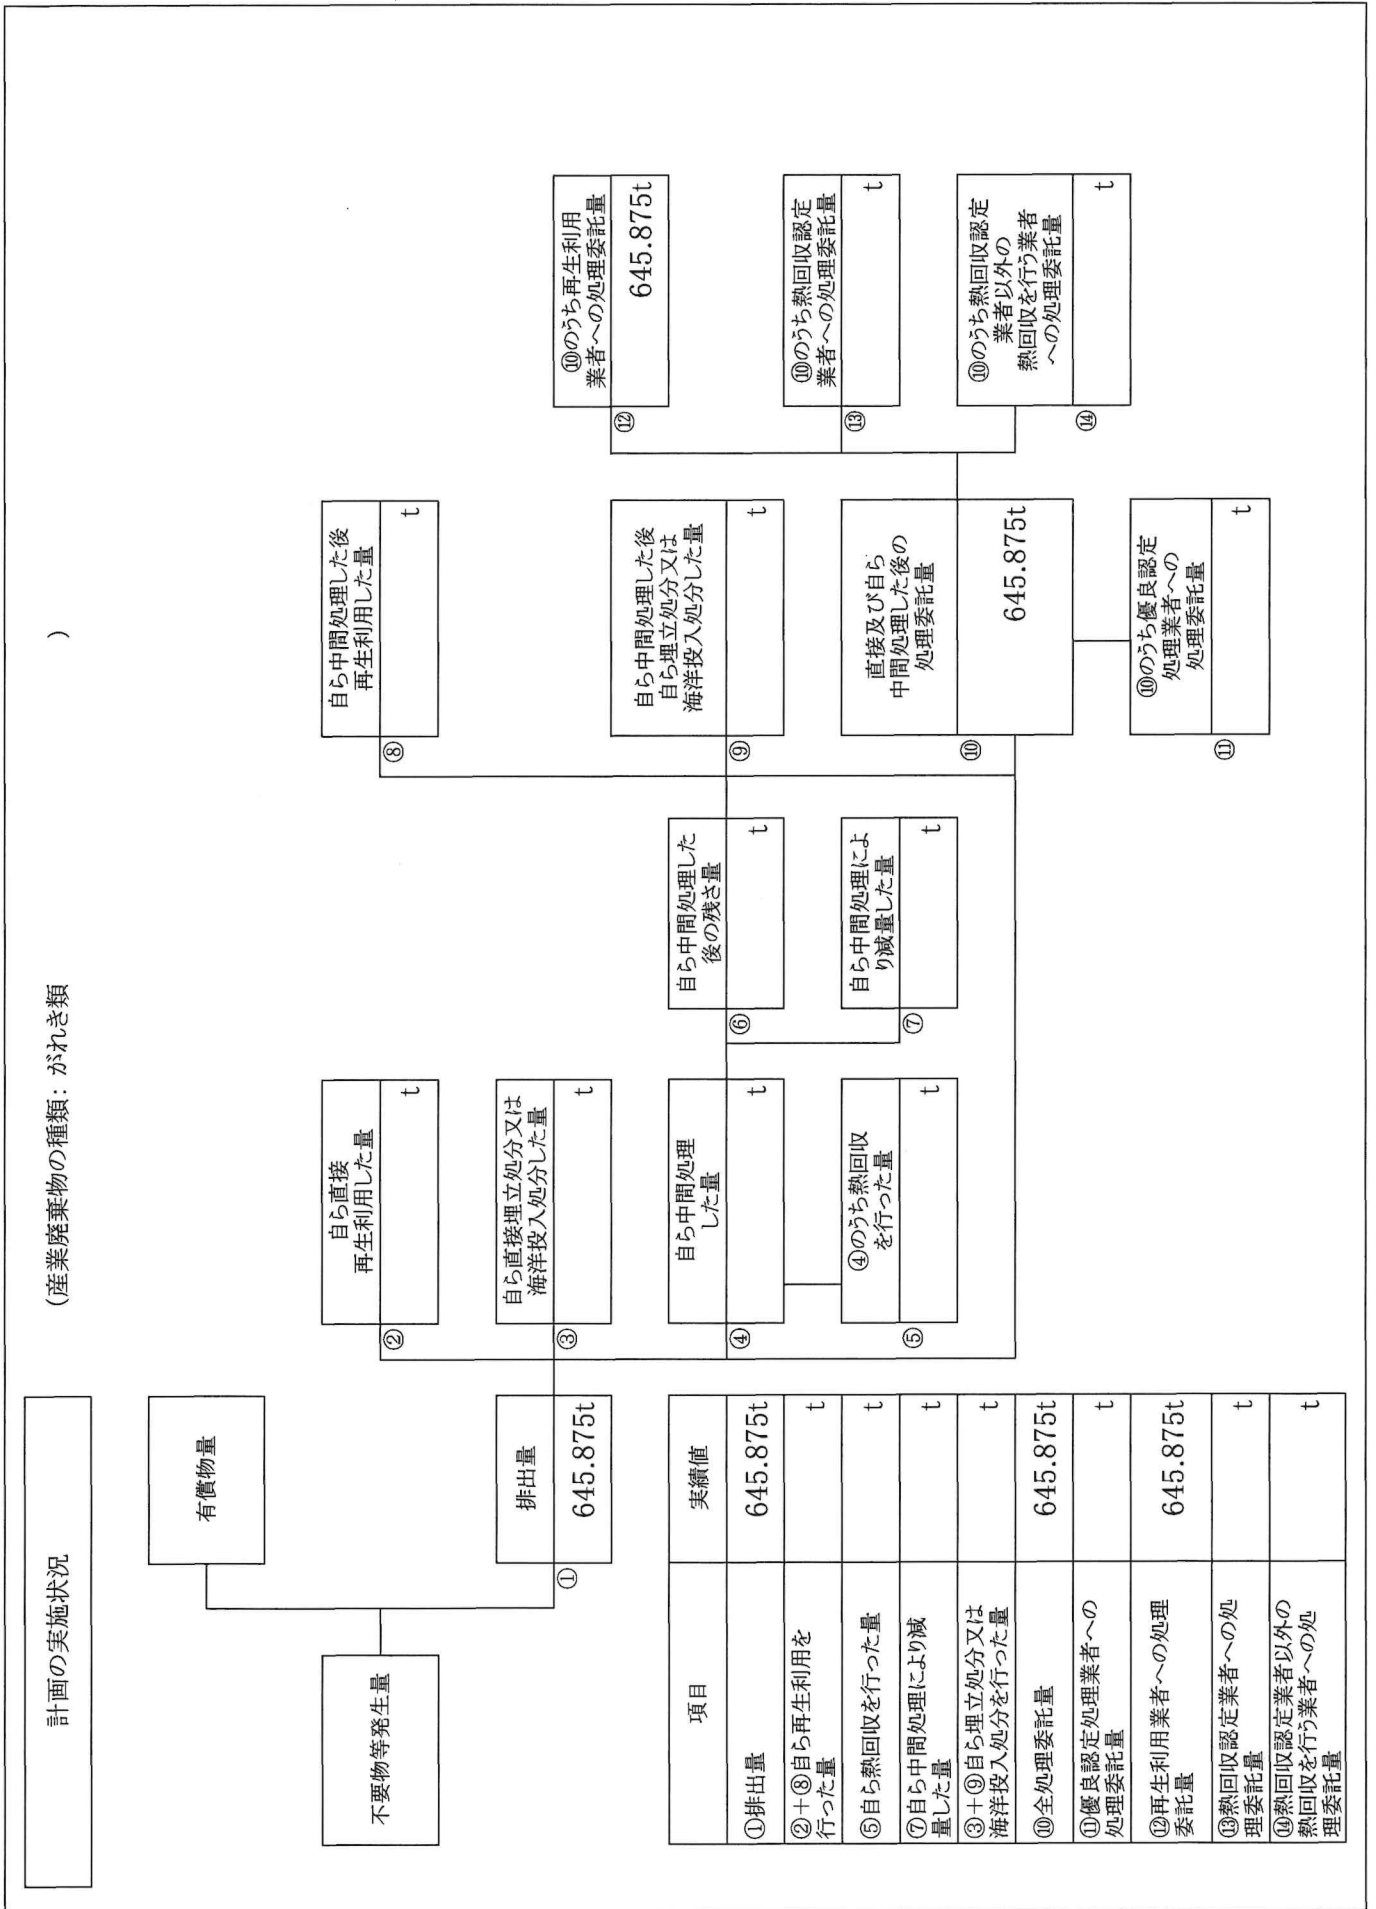 計画の実施状況
(産業廃棄物の種類: がれき類 )
不要物等発生量
有償物量
①
排出量
645.875t
②
自ら直接
再生利用した量
t
③
自ら直接埋立処分又は
海洋投入処分した量
t
④
自ら中間処理
した量
t
⑤
④のうち熱回収
を行った量
t
⑥
自ら中間処理した
後の残さ量
t
⑦
自ら中間処理によ
り減量した量
t
⑧
自ら中間処理した後
再生利用した量
t
⑨
自ら中間処理した後
自ら埋立処分又は
海洋投入処分した量
t
⑩
直接及び自ら
中間処理した後の
処理委託量
645.875t
⑪
⑩のうち優良認定
処理業者への
処理委託量
t
⑫
⑩のうち再生利用
業者への処理委託量
645.875t
⑬
⑩のうち熱回収認定
業者への処理委託量
t
⑭
⑩のうち熱回収認定
業者以外の
熱回収を行う業者
への処理委託量
t
項目
実績値
①排出量
645.875t
②+⑧自ら再生利用を
行った量
t
⑤自ら熱回収を行った量
t
⑦自ら中間処理により減
量した量
t
③+⑨自ら埋立処分又は
海洋投入処分を行った量
t
⑩全処理委託量
645.875t
⑪優良認定処理業者への
処理委託量
t
⑫再生利用業者への処理
委託量
645.875t
⑬熱回収認定業者への処
理委託量
t
⑭熱回収認定業者以外の
熱回収を行う業者への処
理委託量
t